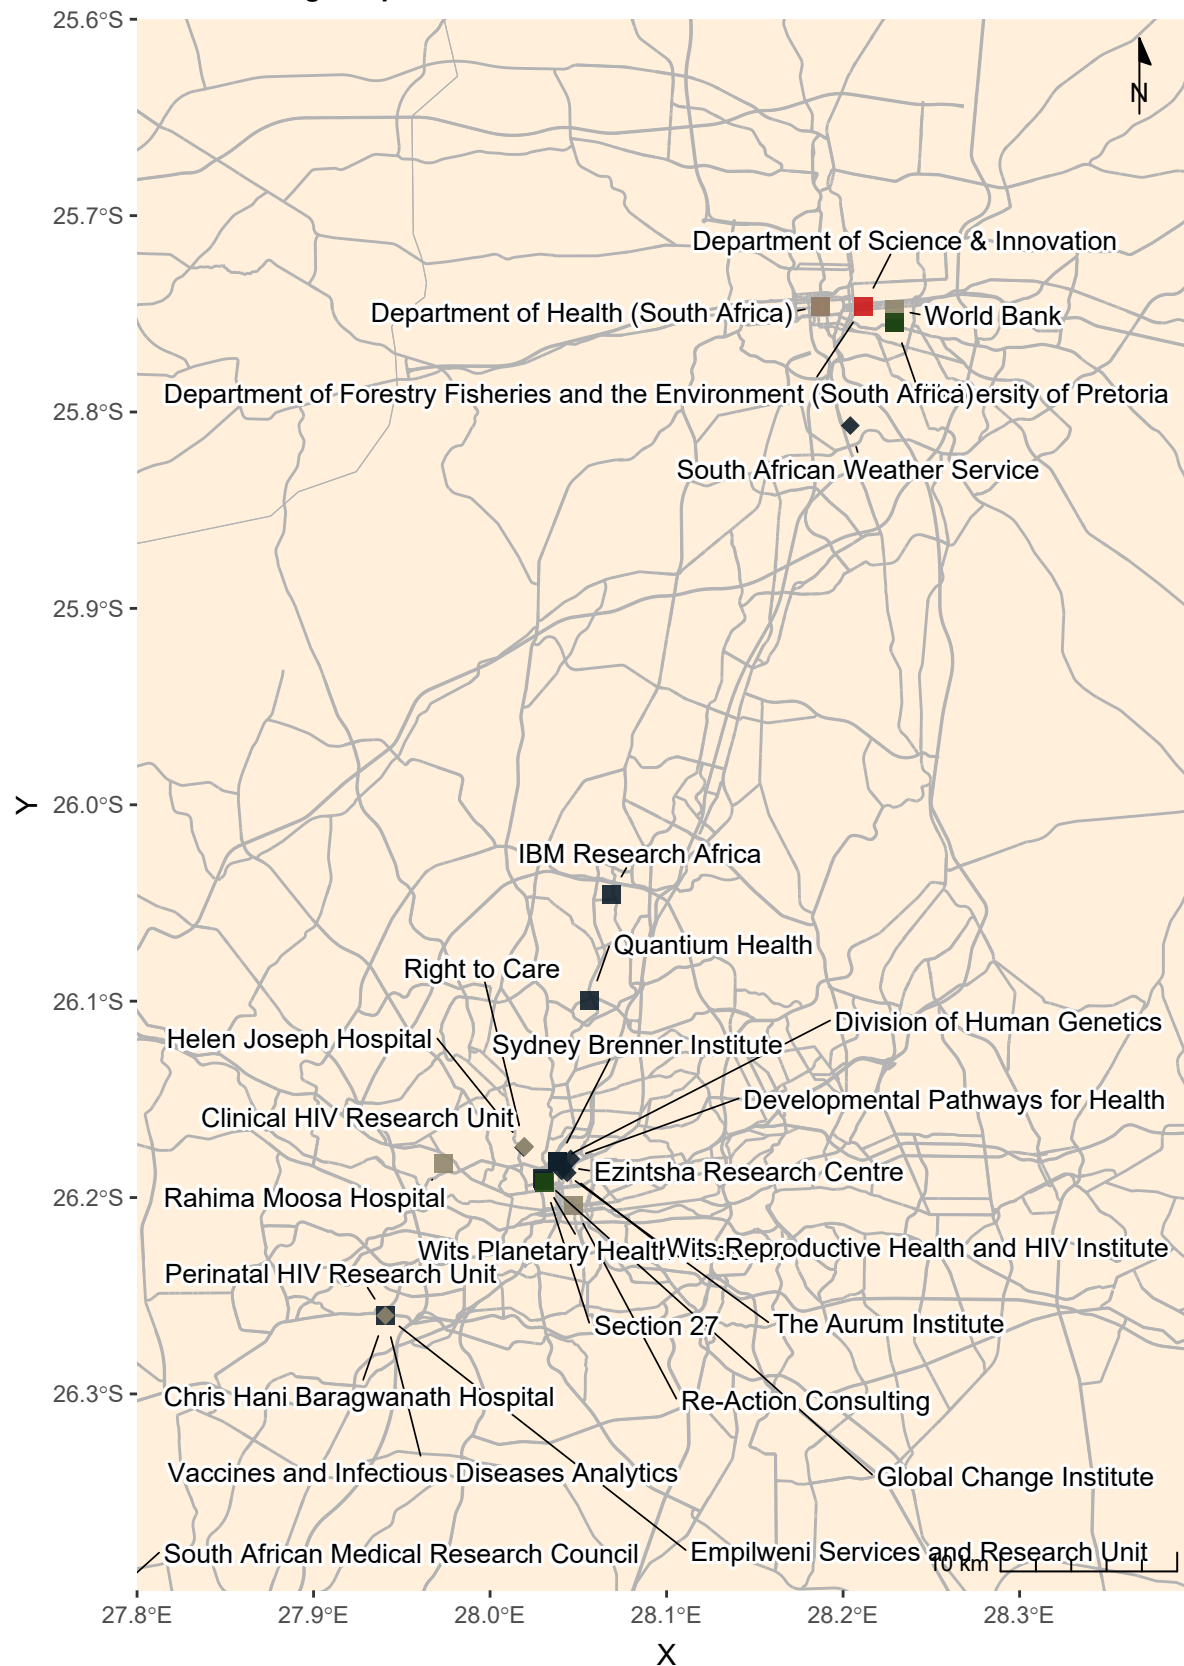 25.6°S
N
25.7°S
Department of Science & Innovation
Department of Health (South Africa)
World Bank
Department of Forestry Fisheries and the Environment (South Africa)
ersity of Pretoria
25.8°S
South African Weather Service
25.9°S
Y
26.0°S
IBM Research Africa
Quantium Health
Right to Care
26.1°S
Division of Human Genetics
Helen Joseph Hospital
Sydney Brenner Institute
Developmental Pathways for Health
Clinical HIV Research Unit
Ezintsha Research Centre
Rahima Moosa Hospital
26.2°S
Wits Planetary Healt
Wits Reproductive Health and HIV Institute
Perinatal HIV Research Unit
Section 27
The Aurum Institute
26.3°S
Chris Hani Baragwanath Hospital
Re-Action Consulting
Vaccines and Infectious Diseases Analytics
Global Change Institute
South African Medical Research Council
Empilweni Services and Research Unit
10 km
27.8°E 27.9°E 28.0°E 28.1°E 28.2°E 28.3°E
X